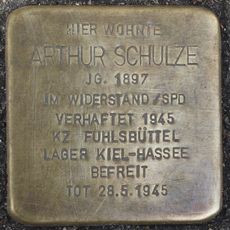 HIER WOHNTE
ARTHUR SCHULZE
JG. 1897
IM WIDERSTAND/SPD
VERHAFTET 1945
KZ FUHLSBÜTTEL
LAGER KIEL-HASSEE
BEFREIT
TOT 28.5.1945